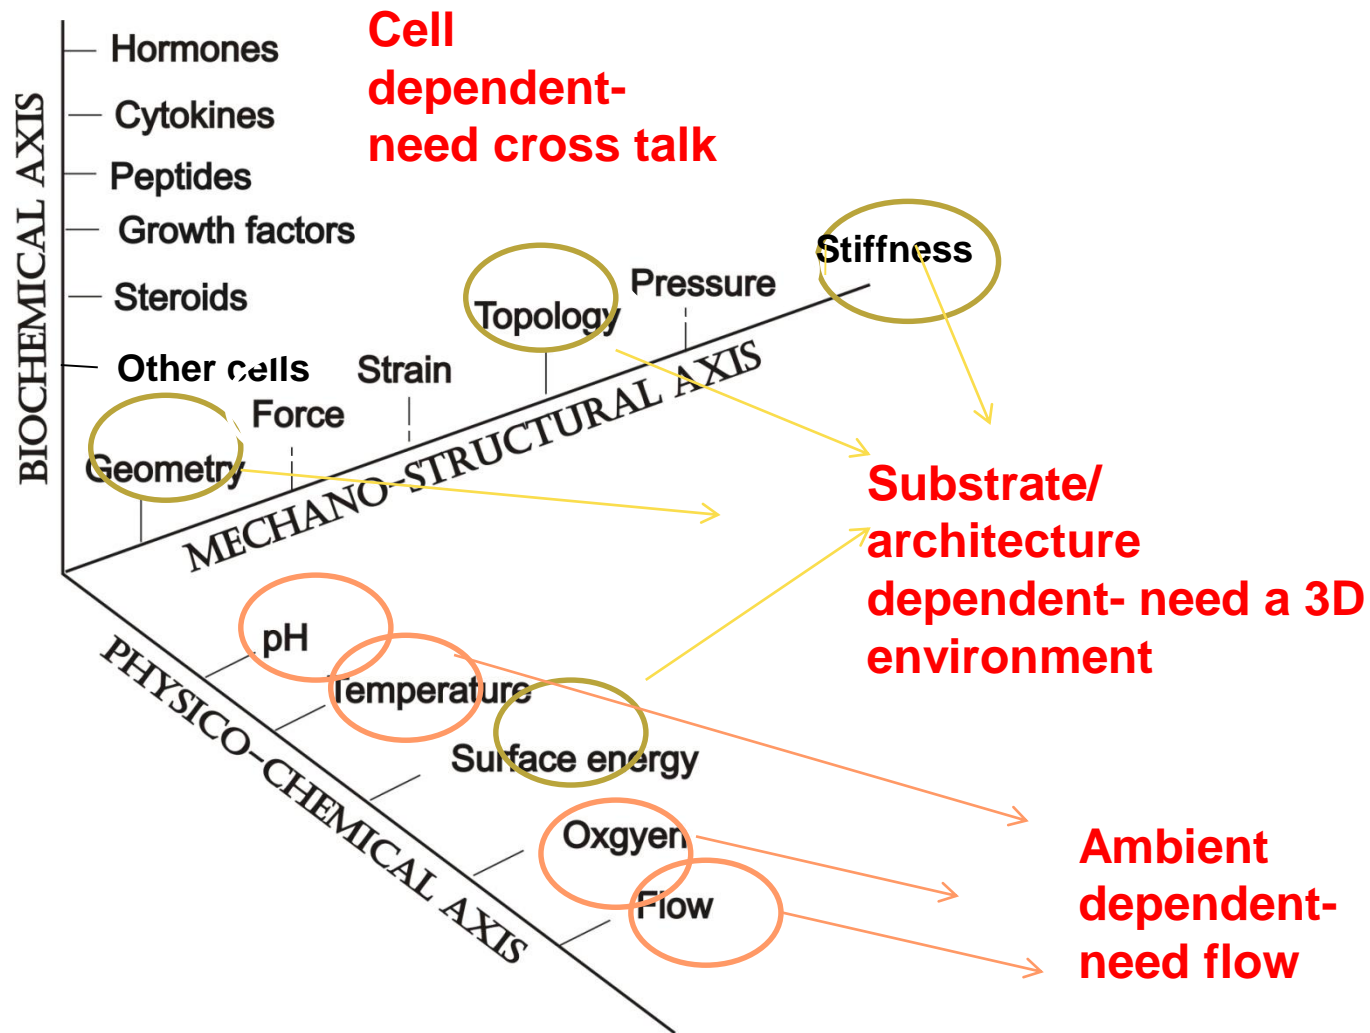 Hormones
Cytokines
Peptides
Growth factors
Steroids
Other cells
BIOCHEMICAL AXIS
Cell
dependent-
need cross talk
Geometry
Force
Strain
Topology
Pressure
Stiffness
MECHANO-STRUCTURAL AXIS
Substrate/
architecture
dependent- need a 3D
environment
pH
Temperature
Surface energy
Oxgyen
Flow
PHYSICO-CHEMICAL AXIS
Ambient
dependent-
need flow